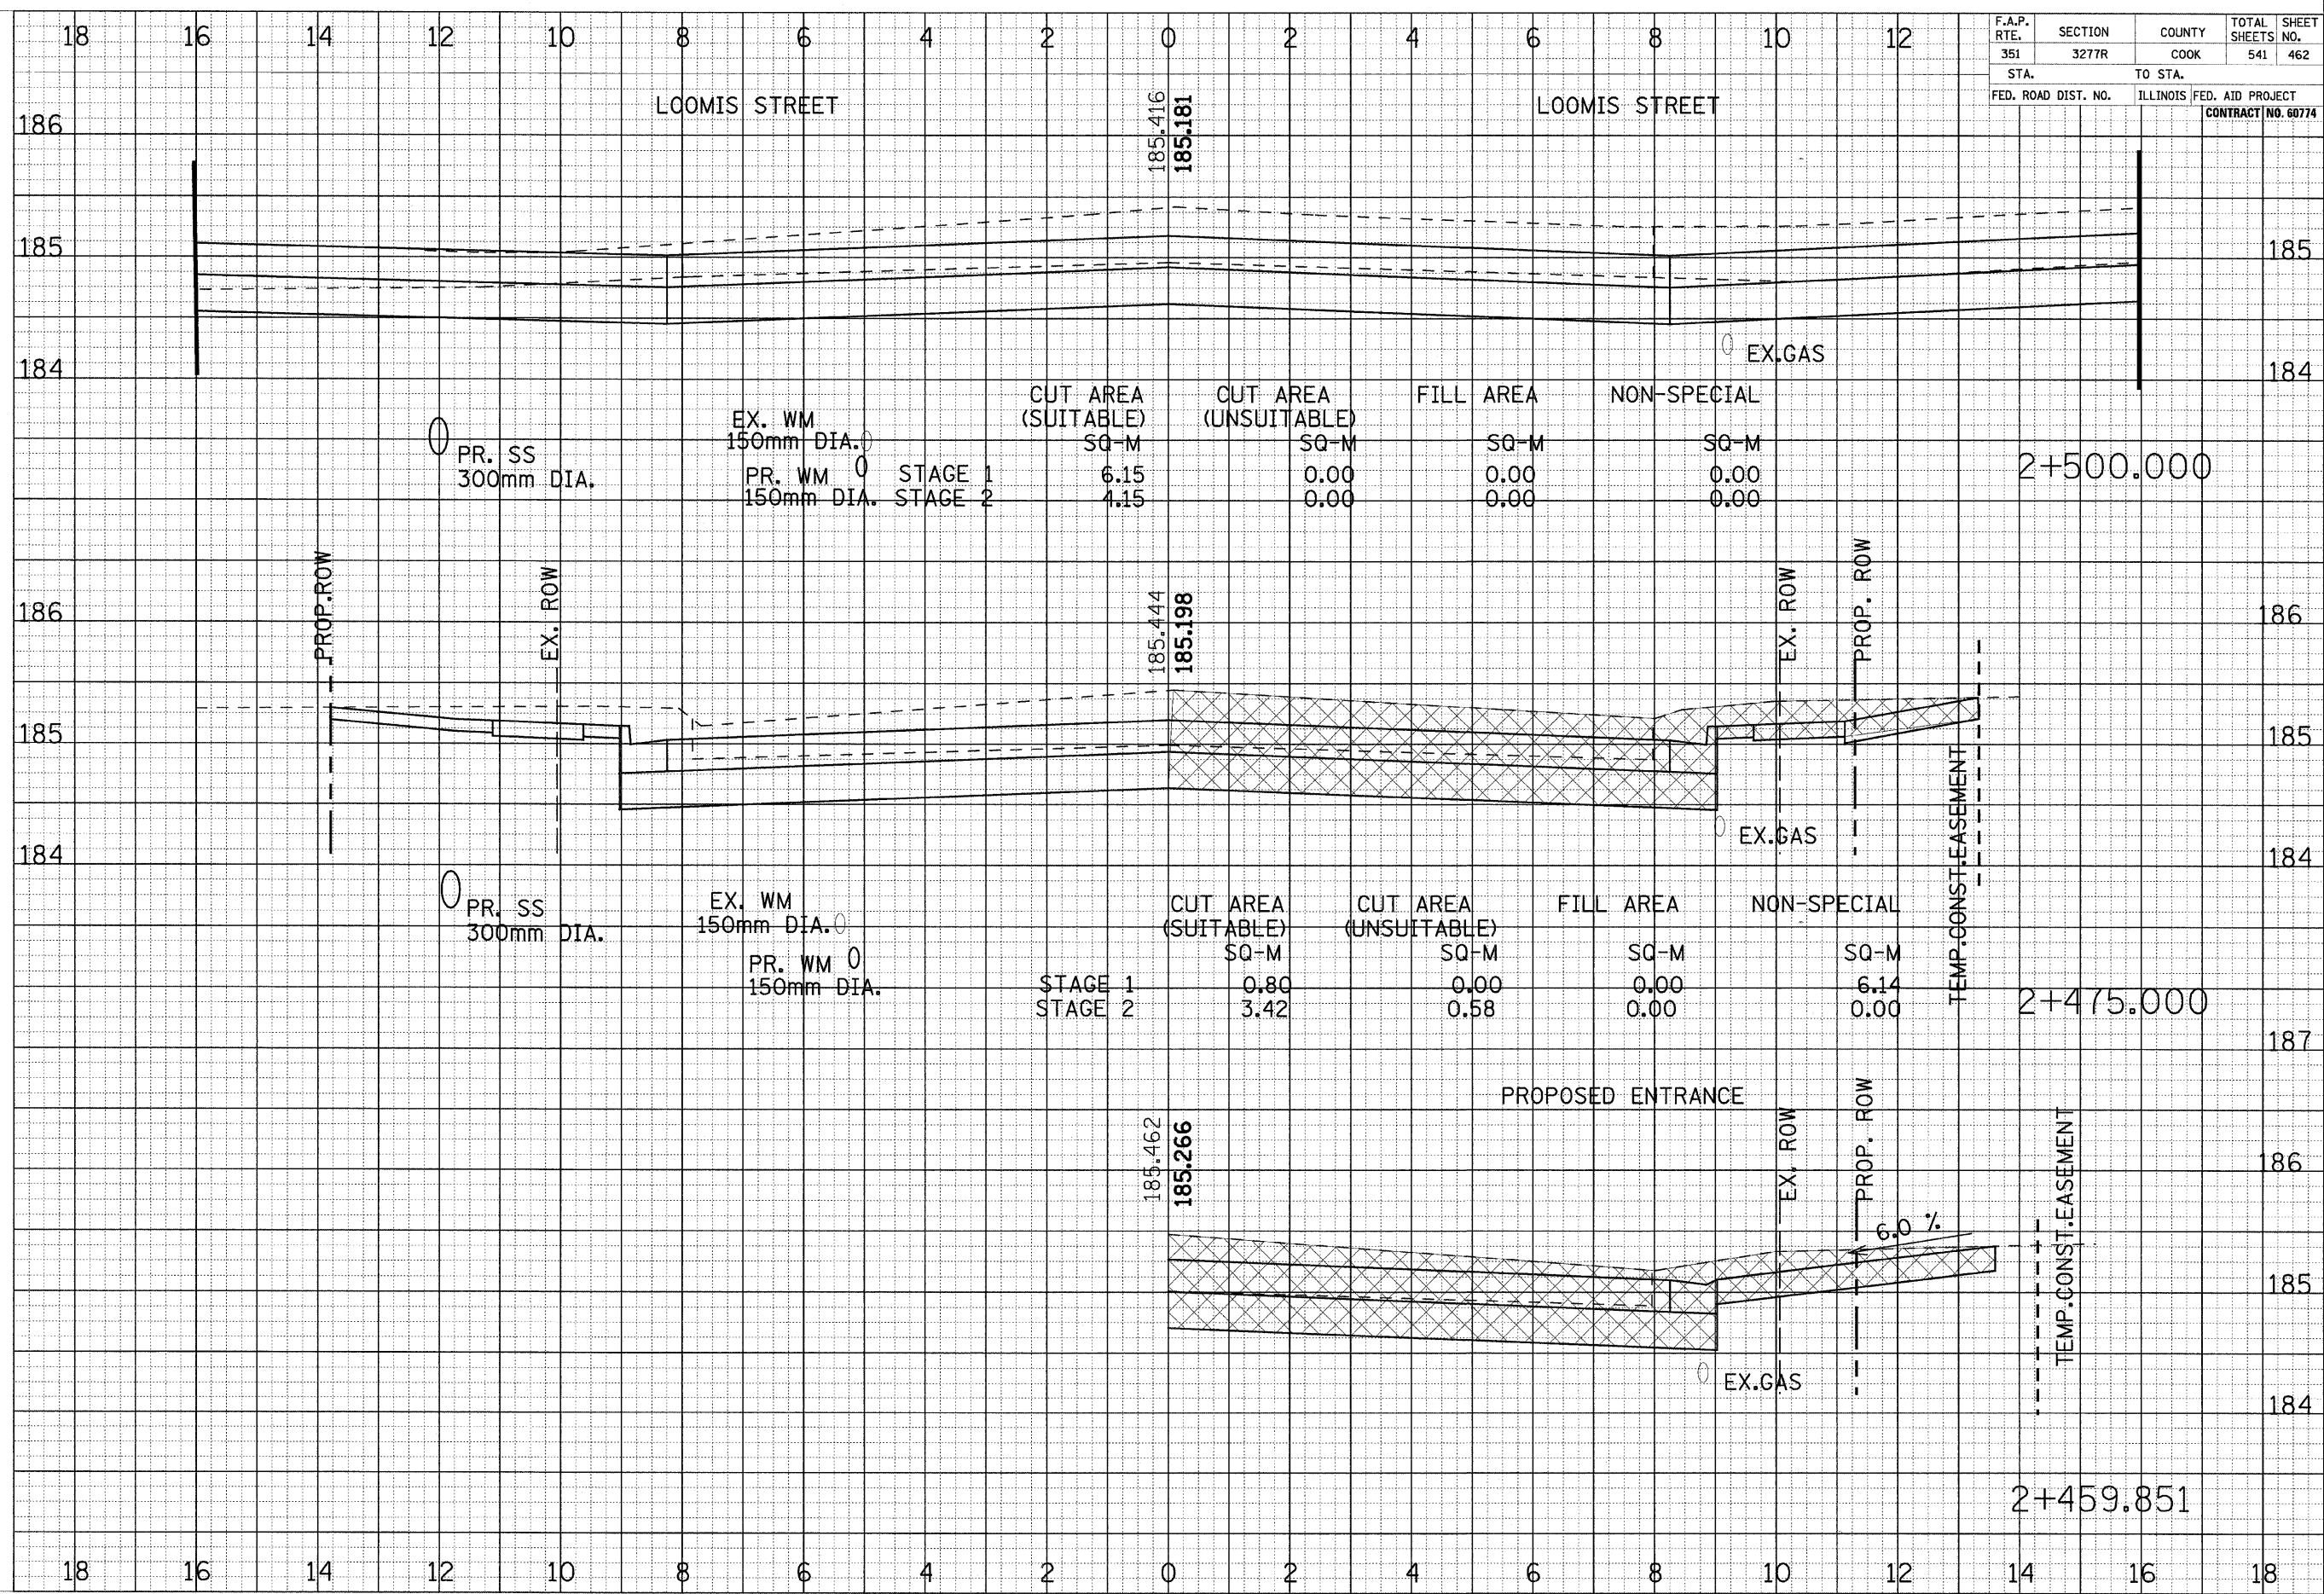 18 16 14 12 10 8 6 4 2 0 2 4 6 8 10 12
F.A.P. RTE. SECTION COUNTY TOTAL SHEETS SHEET NO.
351 3277R COOK 541 462
STA. TO STA.
FED. ROAD DIST. NO. ILLINOIS FED. AID PROJECT
CONTRACT NO. 60774
LOOMIS STREET
185.416
185.181
LOOMIS STREET
186
185 185
184 184
EX.GAS
PR. SS
300mm DIA.
EX. WM
150mm DIA.
PR. WM
150mm DIA.
CUT AREA CUT AREA FILL AREA NON-SPECIAL
(SUITABLE) (UNSUITABLE)
SQ-M SQ-M SQ-M SQ-M
STAGE 1 6.15 0.00 0.00 0.00
STAGE 2 4.15 0.00 0.00 0.00
2+500.000
PROP.ROW
EX. ROW
185.444
185.198
EX. ROW
PROP. ROW
186 186
185 185
184 184
EX.GAS
TEMP.CONST.EASEMENT
PR. SS
300mm DIA.
EX. WM
150mm DIA.
PR. WM
150mm DIA.
CUT AREA CUT AREA FILL AREA NON-SPECIAL
(SUITABLE) (UNSUITABLE)
SQ-M SQ-M SQ-M SQ-M
STAGE 1 0.80 0.00 0.00 6.14
STAGE 2 3.42 0.58 0.00 0.00
2+475.000
187
PROPOSED ENTRANCE
185.462
185.266
EX. ROW
PROP. ROW
TEMP.CONST.EASEMENT
186
6.0 %
185
EX.GAS
184
2+459.851
18 16 14 12 10 8 6 4 2 0 2 4 6 8 10 12 14 16 18